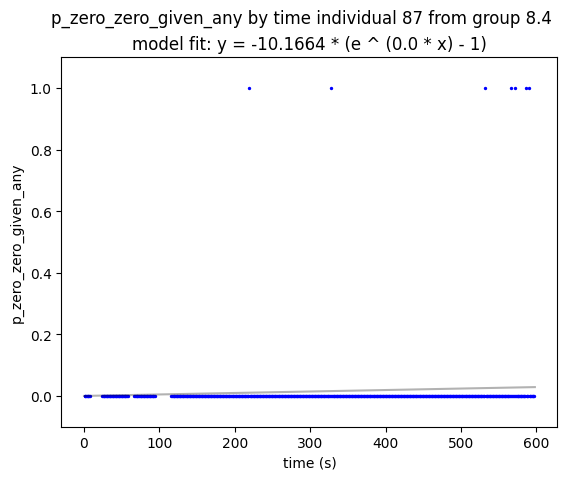 p_zero_zero_given_any by time individual 87 from group 8.4
model fit: y = -10.1664 * (e ^ (0.0 * x) - 1)
1.0
0.8
0.6
0.4
0.2
0.0
p_zero_zero_given_any
0 100 200 300 400 500 600
time (s)